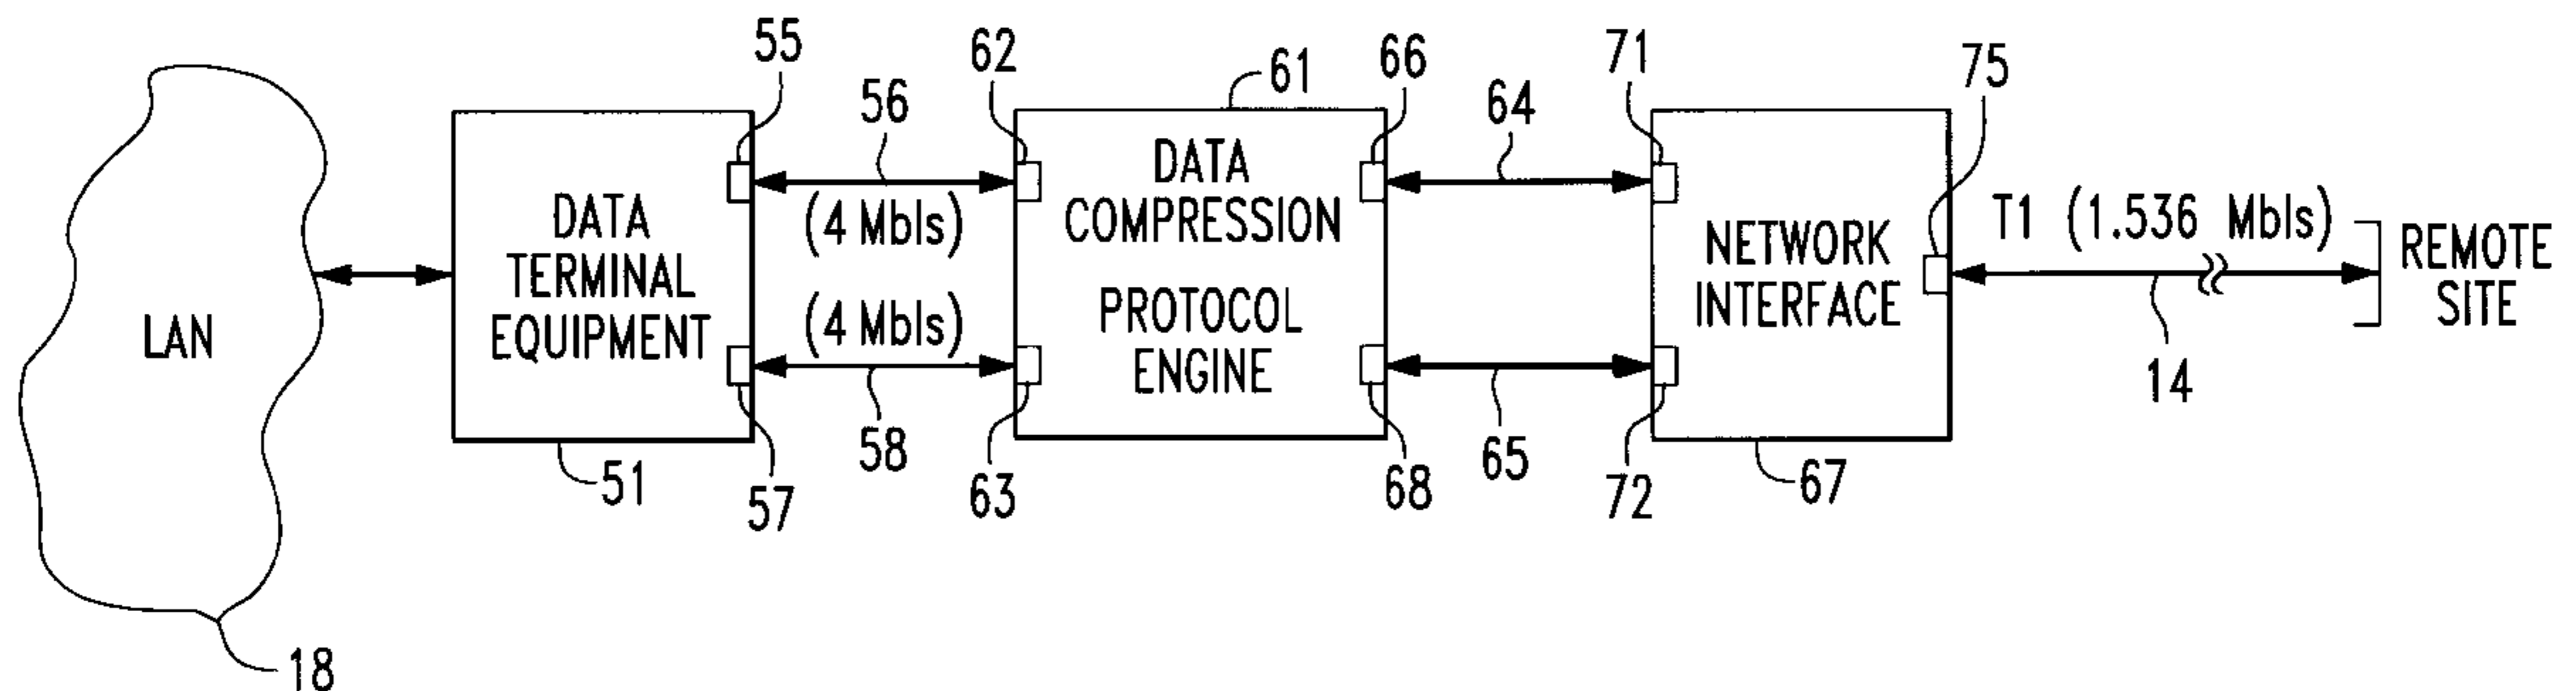 55
62
61
66
71
75
56
64
DATA
TERMINAL
EQUIPMENT
(4 Mbls)
(4 Mbls)
DATA
COMPRESSION
PROTOCOL
ENGINE
NETWORK
INTERFACE
T1 (1.536 Mbls)
REMOTE
SITE
LAN
14
51
57
58
63
68
65
72
67
18